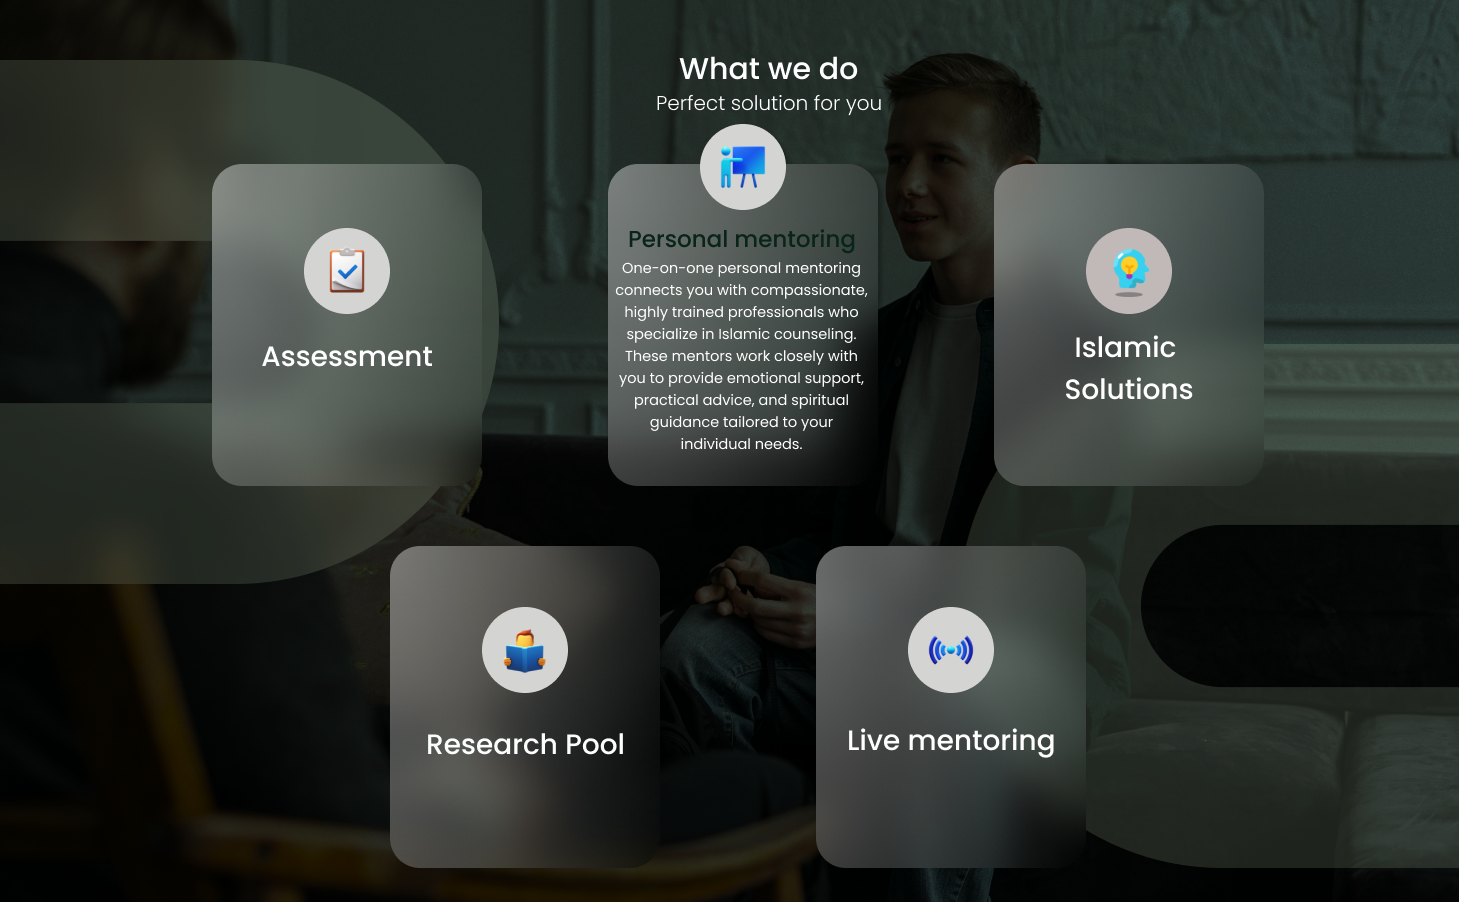 What we do
Perfect solution for you
Assessment
Personal mentoring
One-on-one personal mentoring
connects you with compassionate,
highly trained professionals who
specialize in Islamic counseling.
These mentors work closely with
you to provide emotional support,
practical advice, and spiritual
guidance tailored to your
individual needs.
Islamic
Solutions
Research Pool
Live mentoring